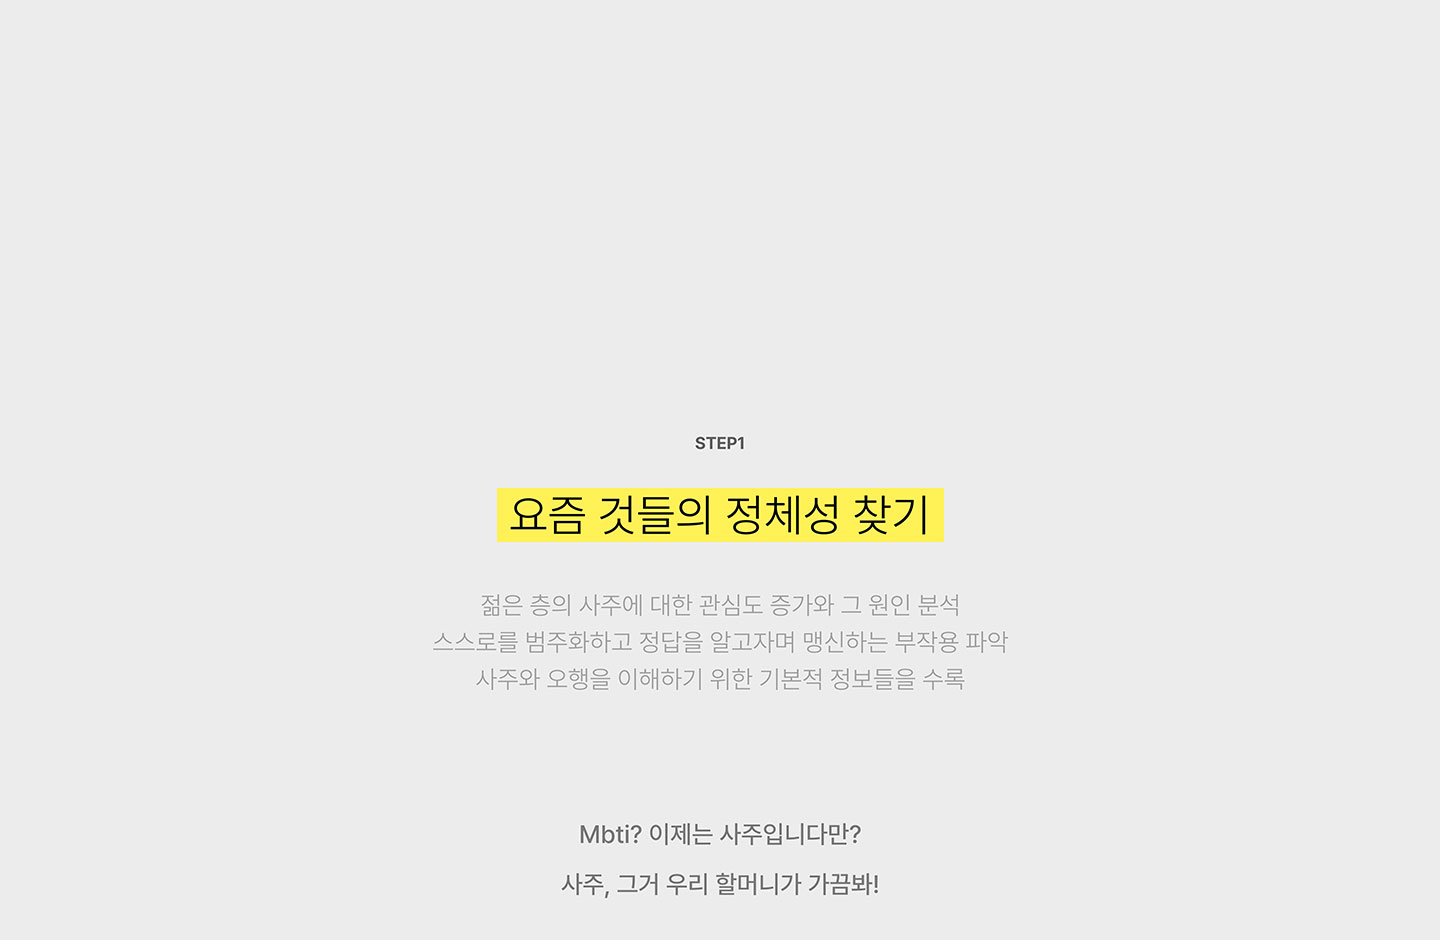 STEP1
요즘 것들의 정체성 찾기
젊은 층의 사주에 대한 관심도 증가와 그 원인 분석
스스로를 범주화하고 정답을 알고자며 맹신하는 부작용 파악
사주와 오행을 이해하기 위한 기본적 정보들을 수록
Mbti? 이제는 사주입니다만?
사주, 그거 우리 할머니가 가끔봐!